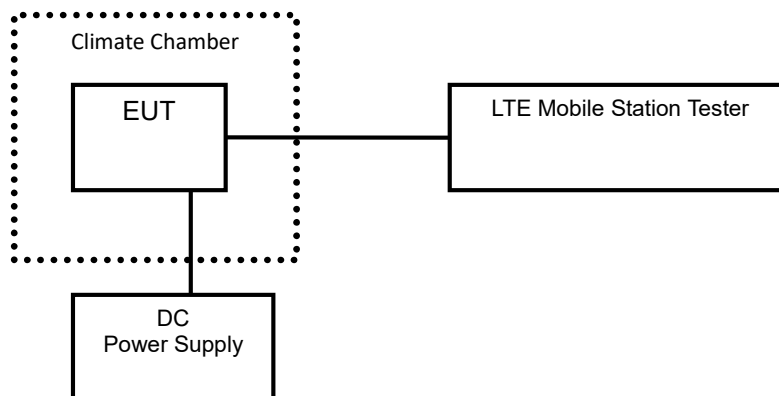 Climate Chamber
EUT
LTE Mobile Station Tester
DC
Power Supply